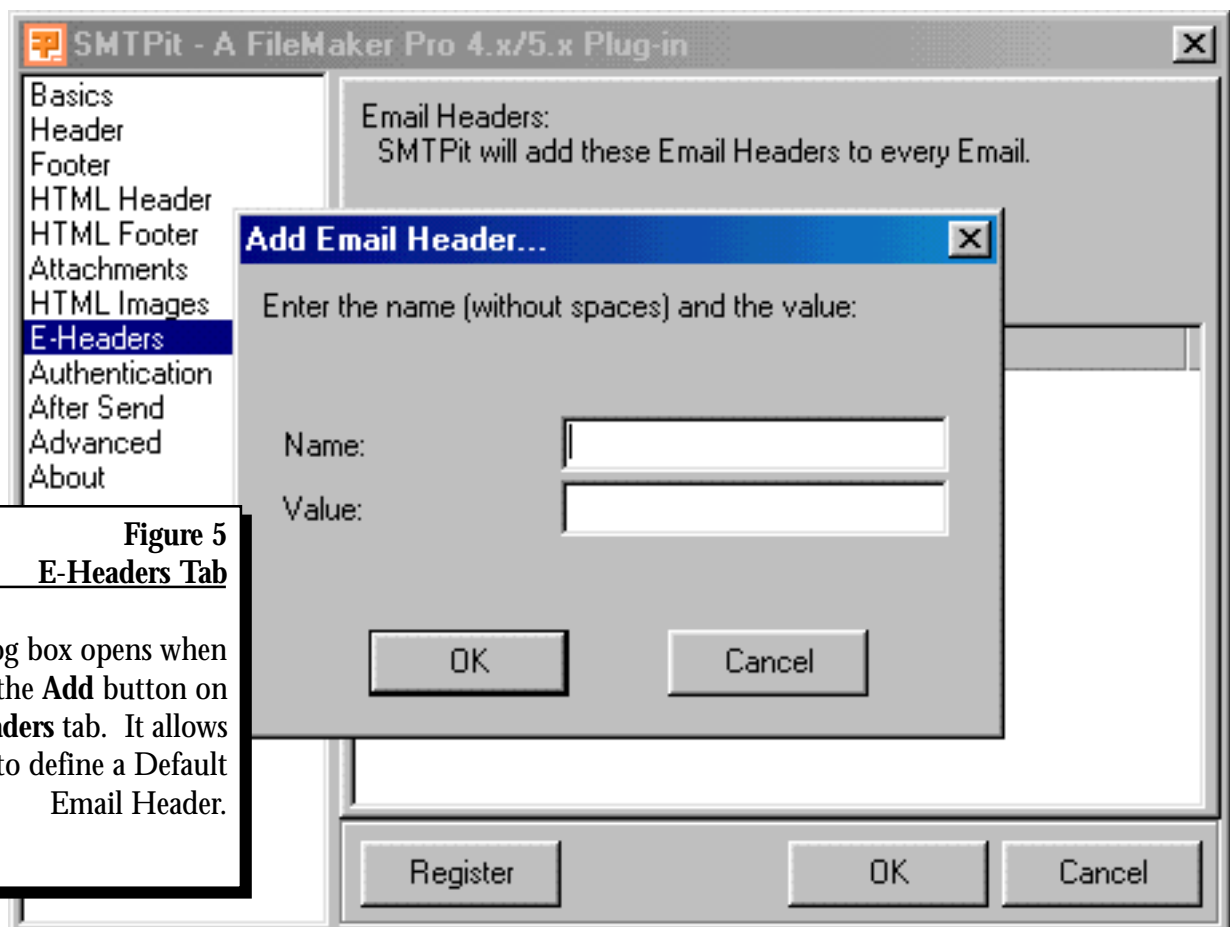 SMTPit - A FileMaker Pro 4.x/5.x Plug-in
Basics
Header
Footer
HTML Header
HTML Footer
Attachments
HTML Images
E-Headers
Authentication
After Send
Advanced
About
Email Headers:
SMTPit will add these Email Headers to every Email.
Add Email Header...
Enter the name (without spaces) and the value:
Name:
Value:
OK
Cancel
Figure 5
E-Headers Tab
box opens when
the Add button on
tab. It allows
to define a Default
Email Header.
Register
OK
Cancel